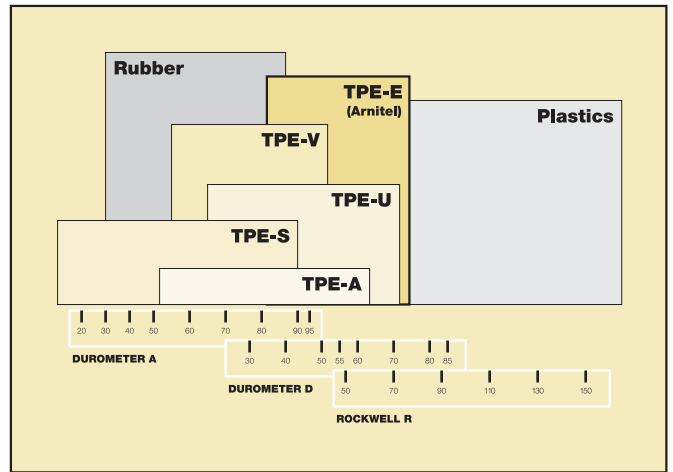 Rubber
TPE-E
(Arnitel)
Plastics
TPE-V
TPE-U
TPE-S
TPE-A
20 30 40 50 60 70 80 90 95
DUROMETER A
30 40 50 55 60 70 80 85
DUROMETER D
50 70 90 110 130 150
ROCKWELL R